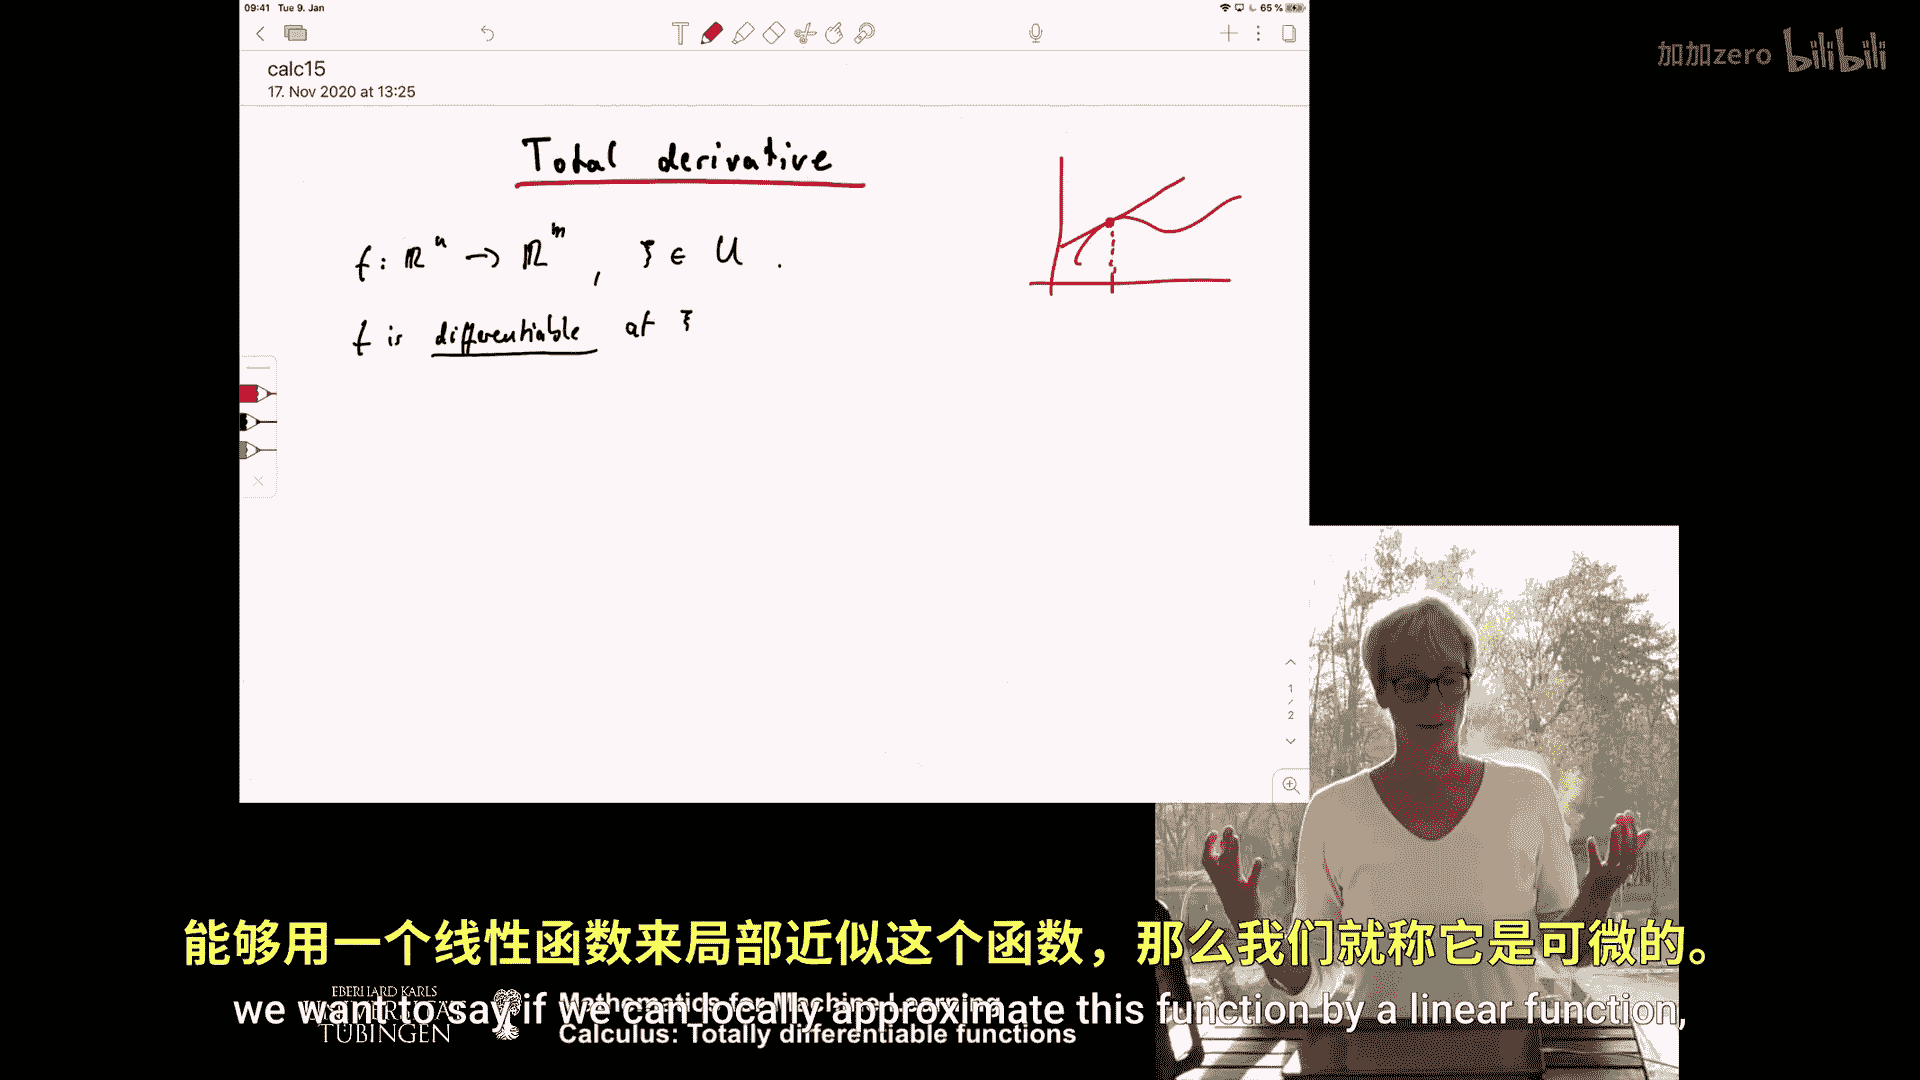 09:41 Tue 9. Jan
65 %
加加zero bilibili
T
calc15
17. Nov 2020 at 13:25
Total derivative
f: ℝⁿ → ℝᵐ, ξ ∈ U .
f is differentiable at ξ
1
/
2
能够用一个线性函数来局部近似这个函数，那么我们就称它是可微的。
we want to say if we can locally approximate this function by a linear function,
EBERHARD KARLS
UNIVERSITÄT
TÜBINGEN
Mathematics for Machine Learning
Calculus: Totally differentiable functions